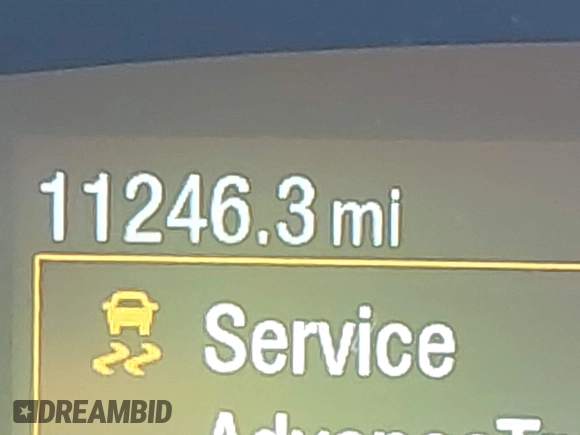 11246.3 mi
Service
DREAMBID